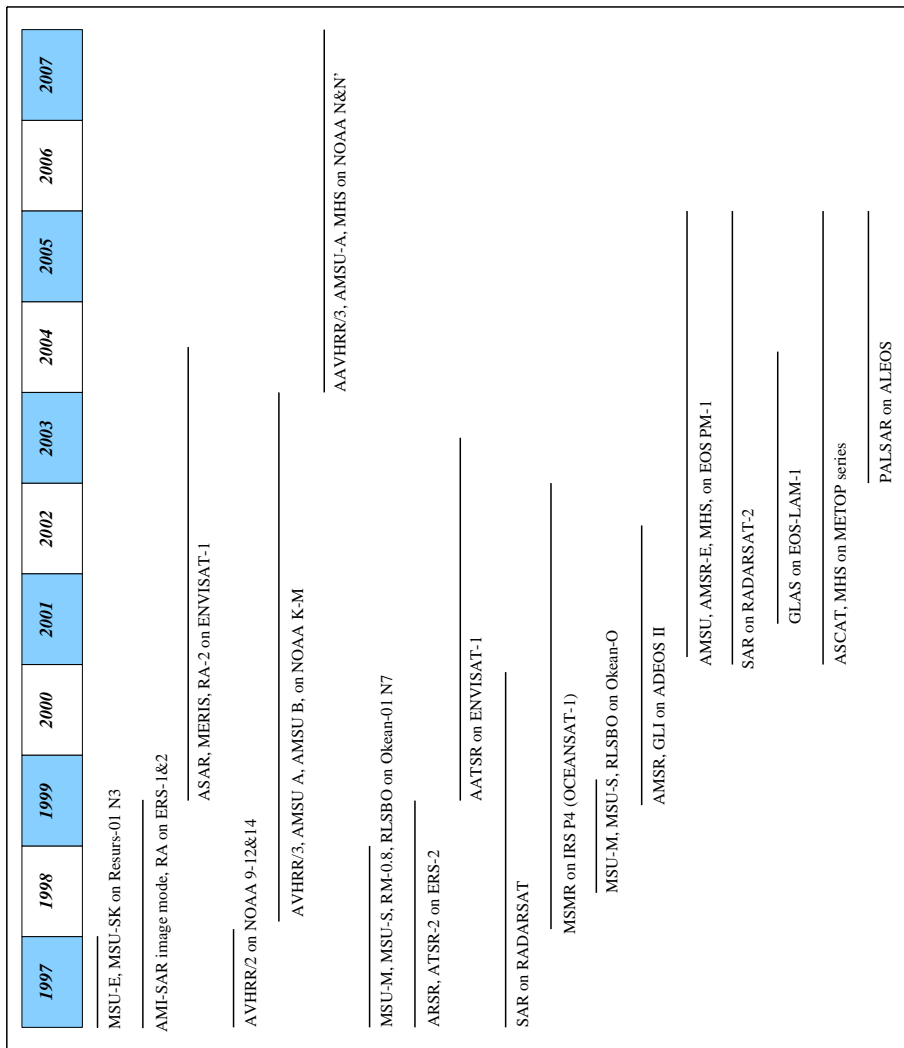 1997 1998 1999 2000 2001 2002 2003 2004 2005 2006 2007
MSU-E, MSU-SK on Resurs-01 N3
AMI-SAR image mode, RA on ERS-1&2
ASAR, MERIS, RA-2 on ENVISAT-1
AVHRR/2 on NOAA 9-12&14
AVHRR/3, AMSU A, AMSU B, on NOAA K-M
AAVHRR/3, AMSU-A, MHS on NOAA N&N'
MSU-M, MSU-S, RM-0.8, RLSBO on Okean-01 N7
ARSR, ATSR-2 on ERS-2
AATSR on ENVISAT-1
SAR on RADARSAT
MSMR on IRS P4 (OCEANSAT-1)
MSU-M, MSU-S, RLSBO on Okean-O
AMSR, GLI on ADEOS II
AMSU, AMSR-E, MHS, on EOS PM-1
SAR on RADARSAT-2
GLAS on EOS-LAM-1
ASCAT, MHS on METOP series
PALSAR on ALEOS